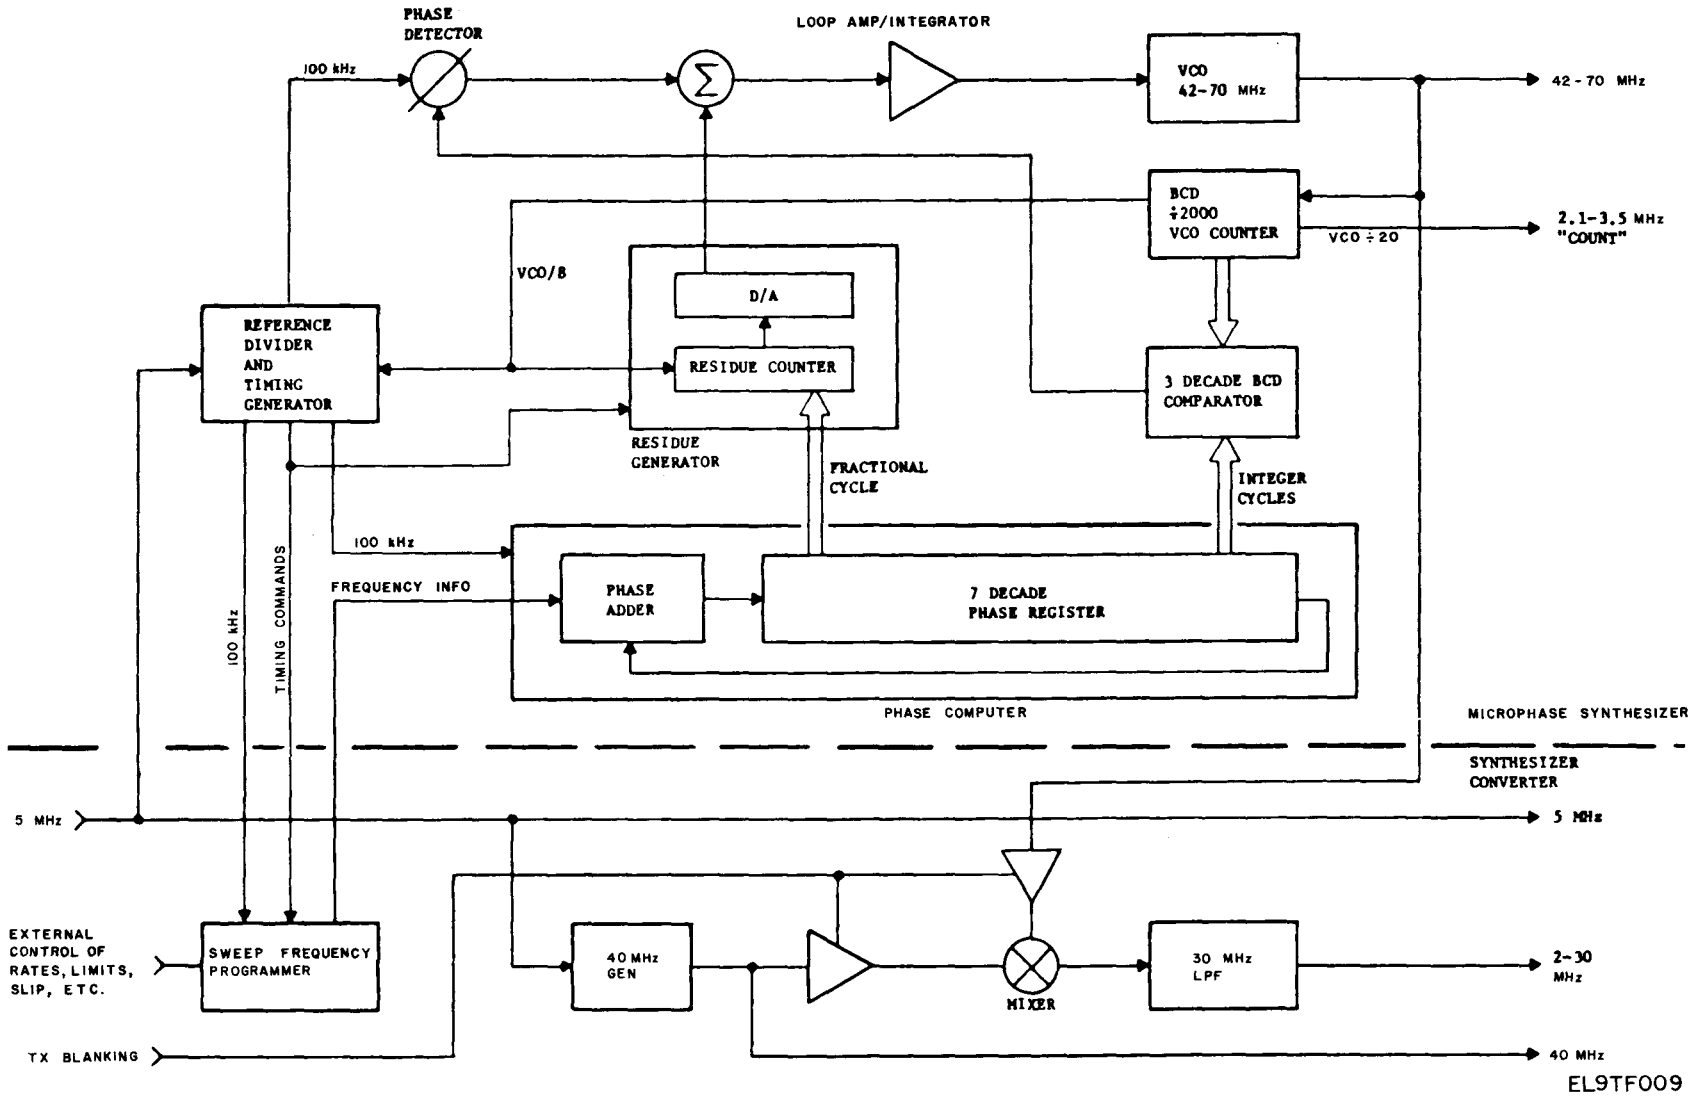 PHASE
DETECTOR
LOOP AMP/INTEGRATOR
100 kHz
Σ
VCO
42-70 MHz
42-70 MHz
BCD
÷2000
VCO COUNTER
2.1-3.5 MHz
"COUNT"
VCO ÷ 20
VCO/8
D/A
REFERENCE
DIVIDER
AND
TIMING
GENERATOR
RESIDUE COUNTER
3 DECADE BCD
COMPARATOR
RESIDUE
GENERATOR
FRACTIONAL
CYCLE
INTEGER
CYCLES
100 kHz
FREQUENCY INFO
PHASE
ADDER
7 DECADE
PHASE REGISTER
100 kHz
TIMING COMMANDS
PHASE COMPUTER
MICROPHASE SYNTHESIZER
SYNTHESIZER
CONVERTER
5 MHz
5 MHz
EXTERNAL
CONTROL OF
RATES, LIMITS,
SLIP, ETC.
SWEEP FREQUENCY
PROGRAMMER
40 MHz
GEN
MIXER
30 MHz
LPF
2-30
MHz
TX BLANKING
40 MHz
EL9TF009